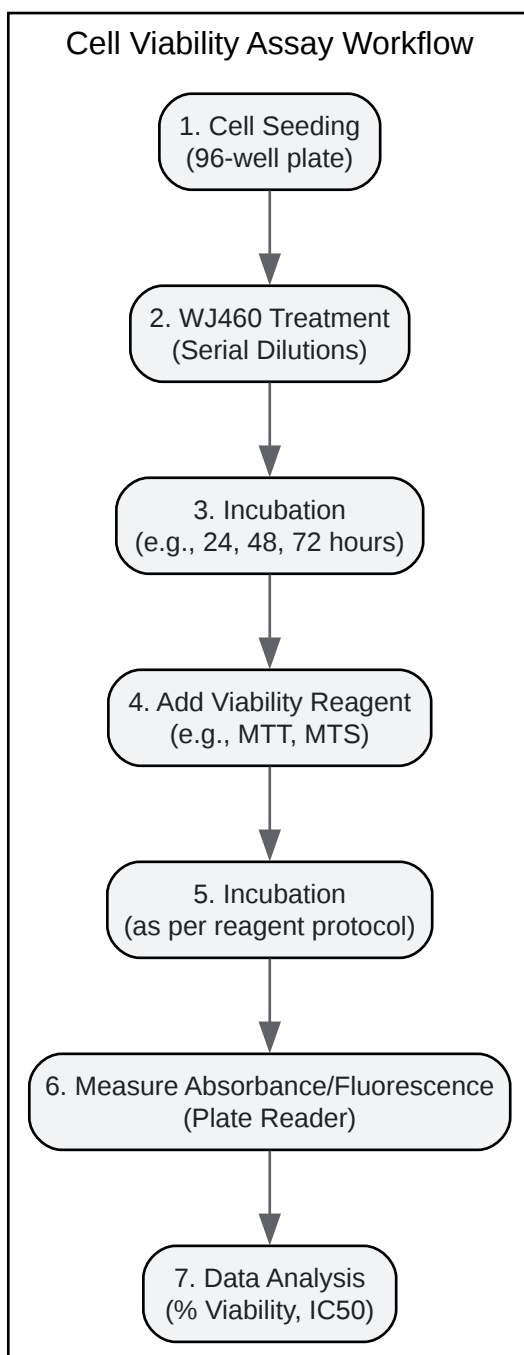 Cell Viability Assay Workflow
1. Cell Seeding
(96-well plate)
2. WJ460 Treatment
(Serial Dilutions)
3. Incubation
(e.g., 24, 48, 72 hours)
4. Add Viability Reagent
(e.g., MTT, MTS)
5. Incubation
(as per reagent protocol)
6. Measure Absorbance/Fluorescence
(Plate Reader)
7. Data Analysis
(% Viability, IC50)